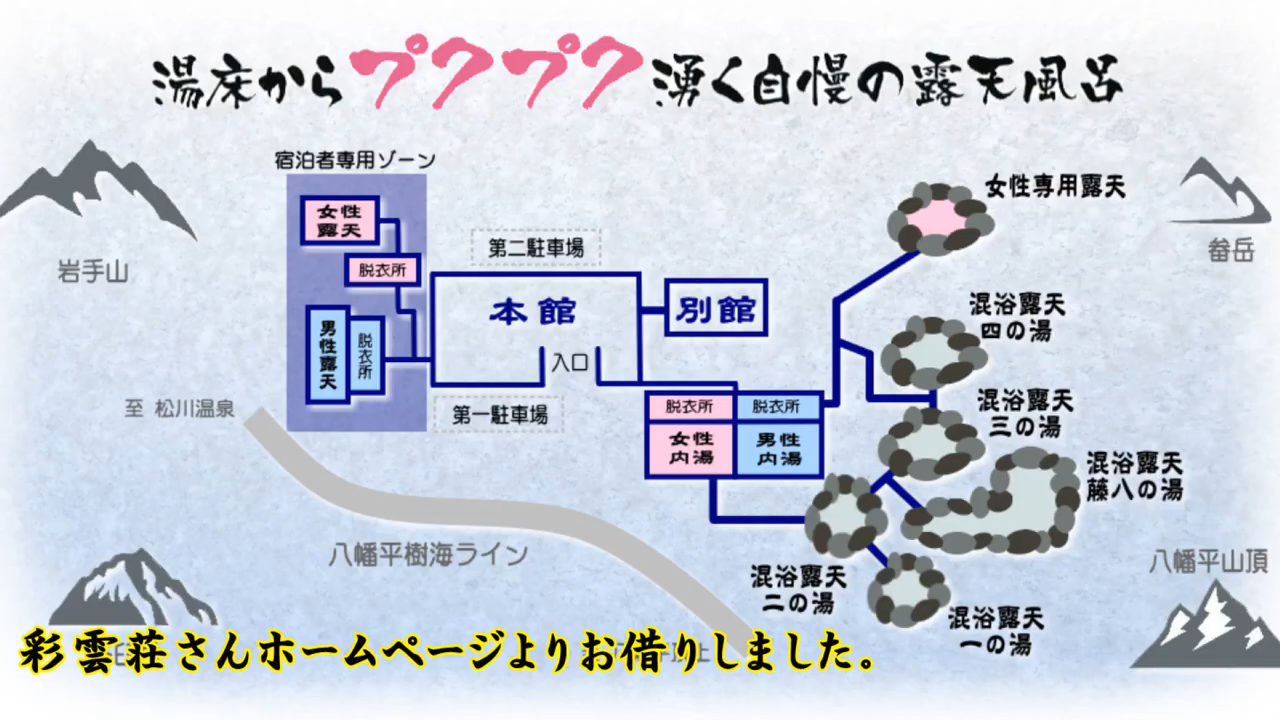 湯床からプクプク湧く自慢の露天風呂
宿泊者専用ゾーン
女性
露天
脱衣所
男性露天
脱衣所
第二駐車場
本館
別館
入口
第一駐車場
脱衣所
脱衣所
女性
内湯
男性
内湯
女性専用露天
混浴露天
四の湯
混浴露天
三の湯
混浴露天
藤八の湯
混浴露天
二の湯
混浴露天
一の湯
岩手山
畚岳
至 松川温泉
八幡平樹海ライン
八幡平山頂
彩雲荘さんホームページよりお借りしました。